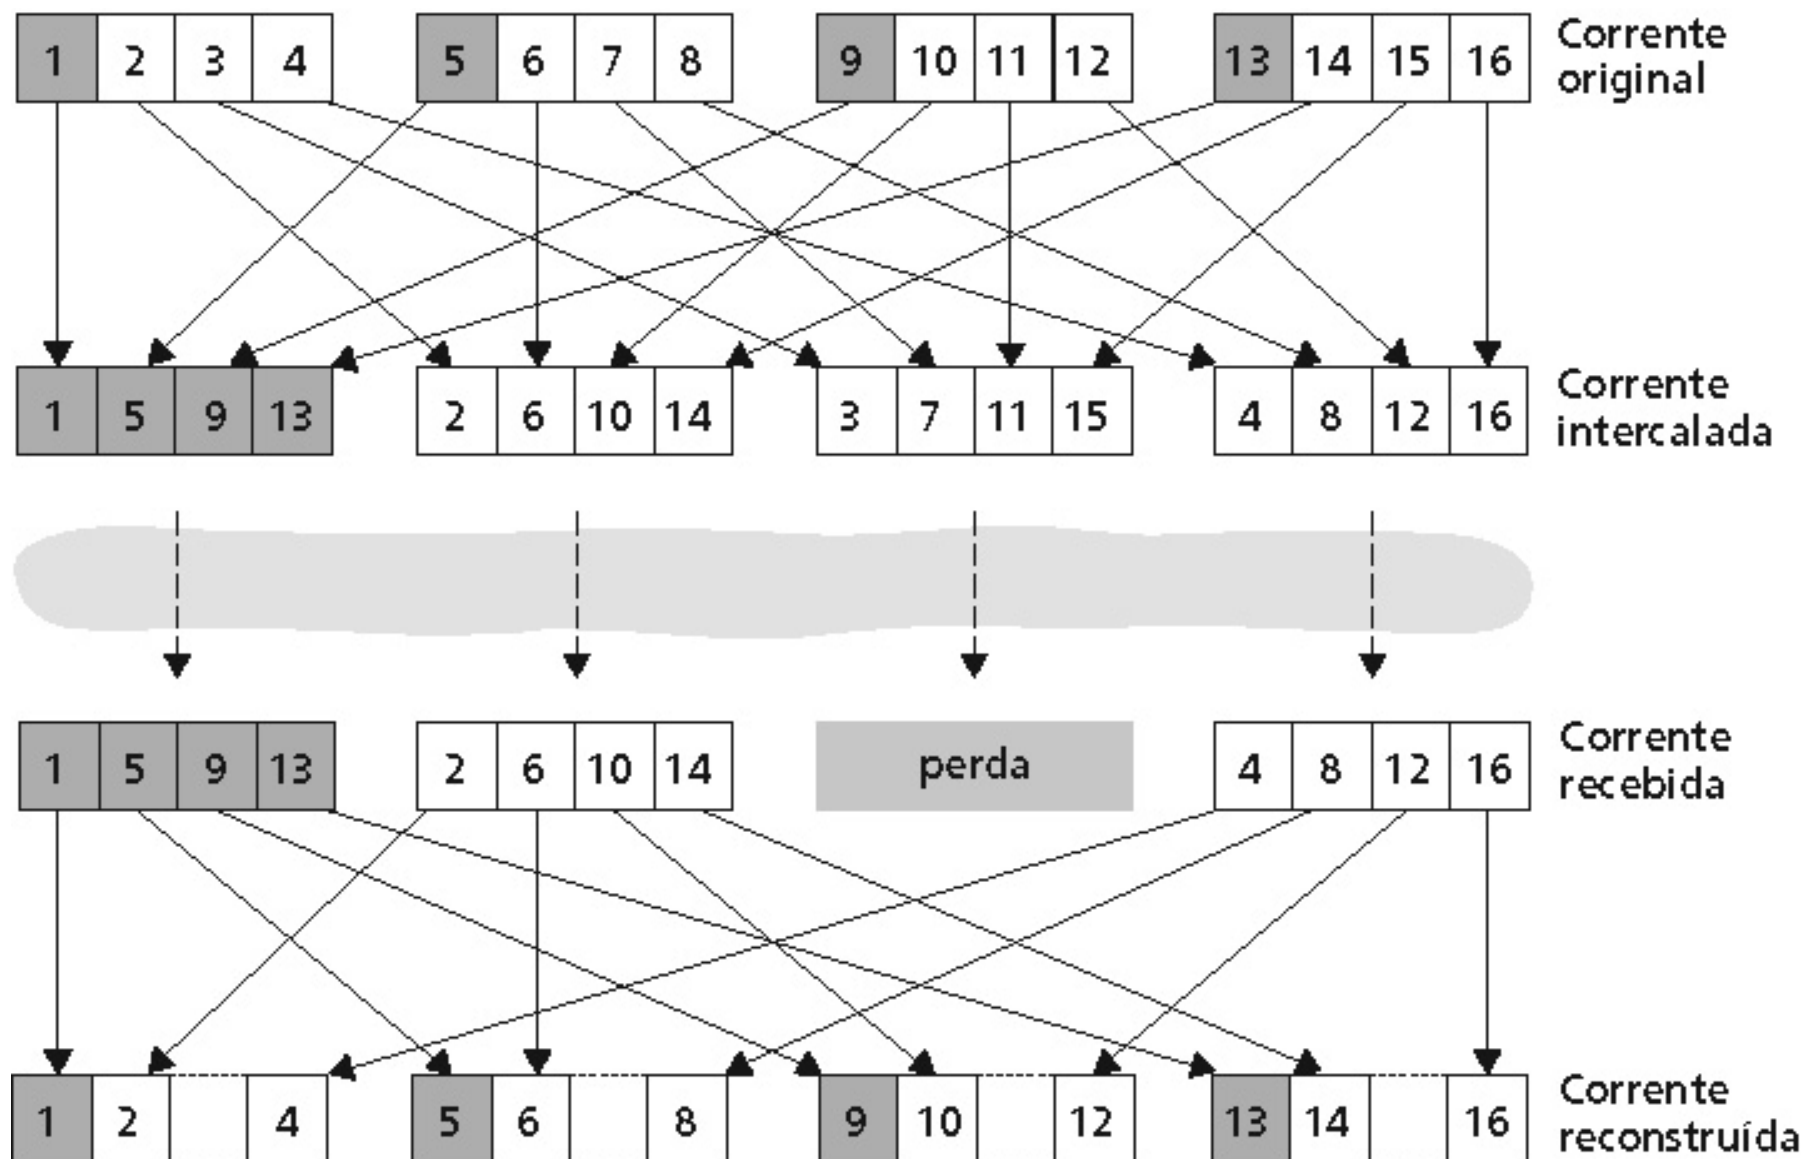 1 2 3 4 5 6 7 8 9 10 11 12 13 14 15 16 Corrente
original
1 5 9 13 2 6 10 14 3 7 11 15 4 8 12 16 Corrente
intercalada
1 5 9 13 2 6 10 14 perda 4 8 12 16 Corrente
recebida
1 2 4 5 6 8 9 10 12 13 14 16 Corrente
reconstruída